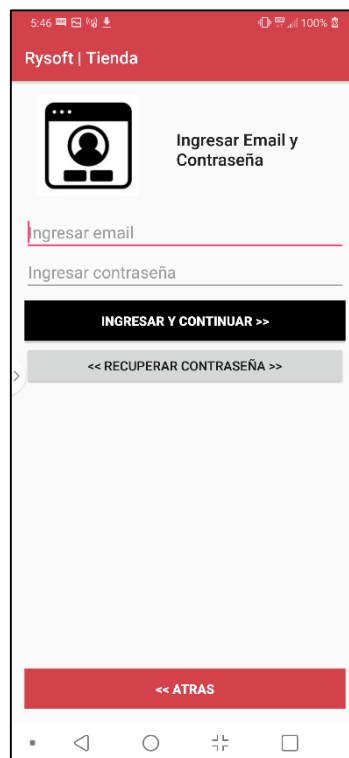 5:46
100%
Rysoft | Tienda
Ingresar Email y
Contraseña
Ingresar email
Ingresar contraseña
INGRESAR Y CONTINUAR >>
<< RECUPERAR CONTRASEÑA >>
<< ATRAS